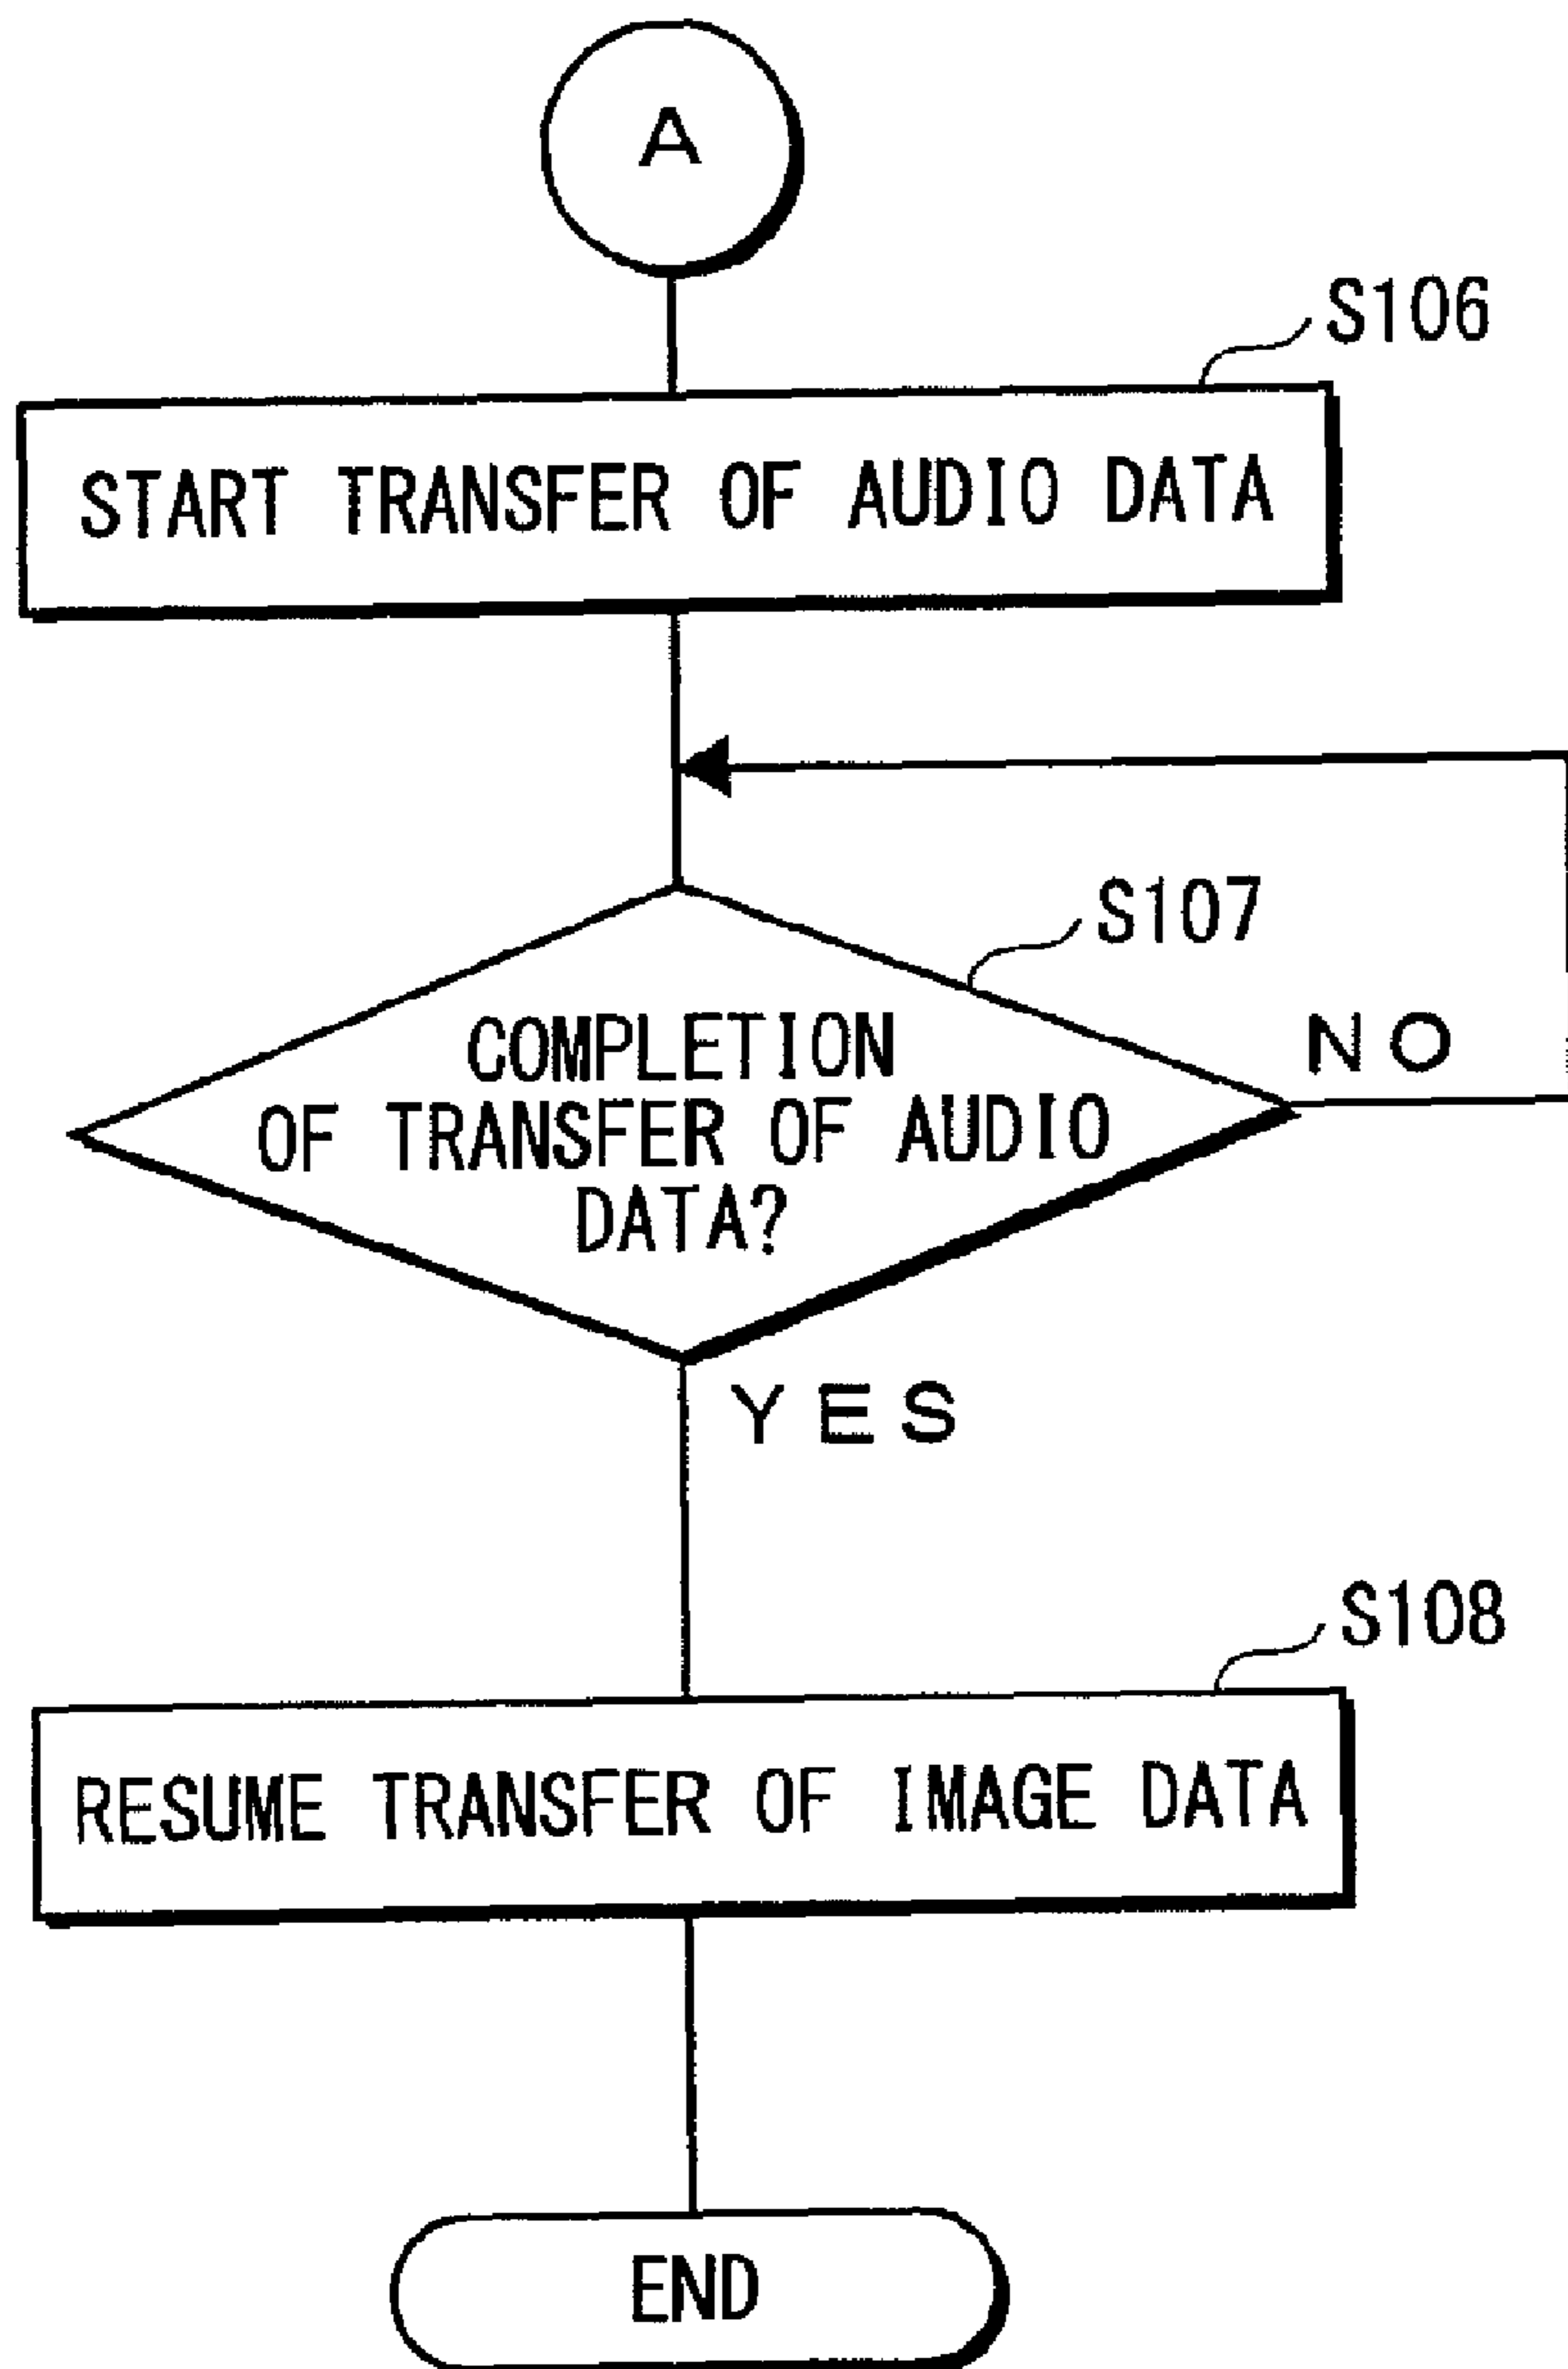 A
S106
START TRANSFER OF AUDIO DATA
S107
COMPLETION
OF TRANSFER OF AUDIO
DATA?
NO
YES
S108
RESUME TRANSFER OF IMAGE DATA
END